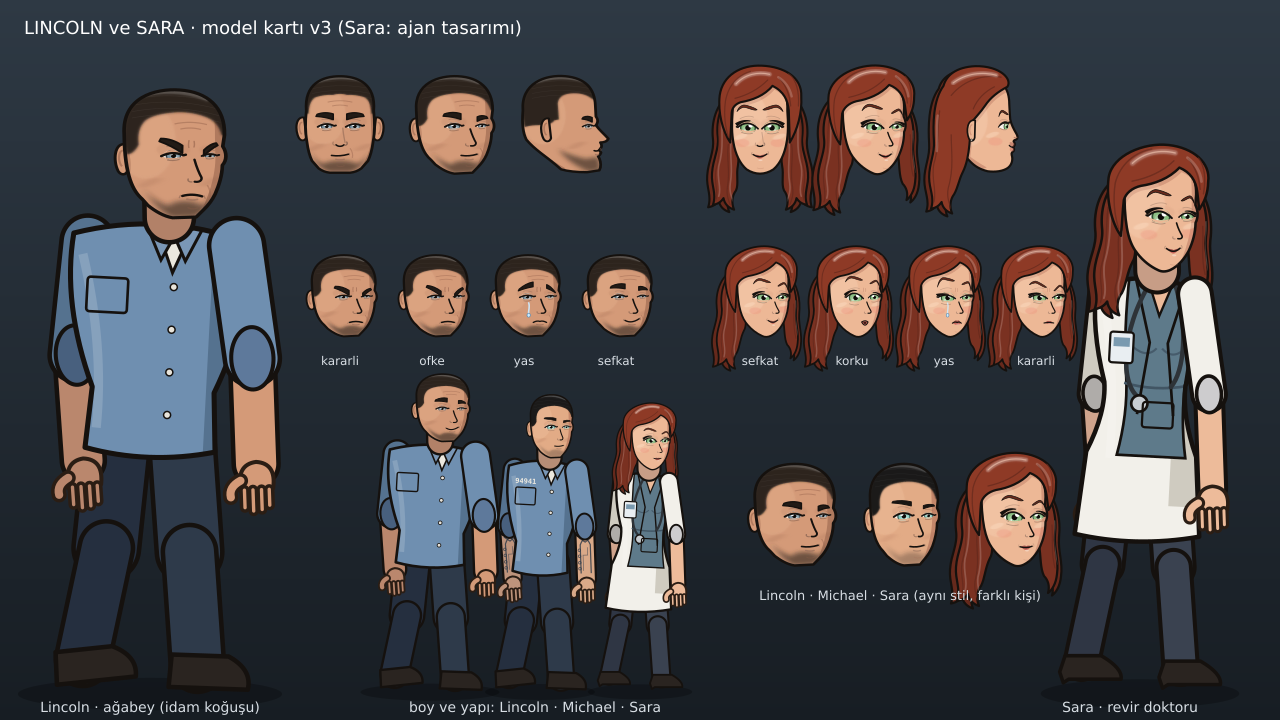 LINCOLN ve SARA · model kartı v3 (Sara: ajan tasarımı)
kararli ofke yas sefkat
sefkat korku yas kararli
94941
Lincoln · Michael · Sara (aynı stil, farklı kişi)
Lincoln · ağabey (idam koğuşu)
boy ve yapı: Lincoln · Michael · Sara
Sara · revir doktoru